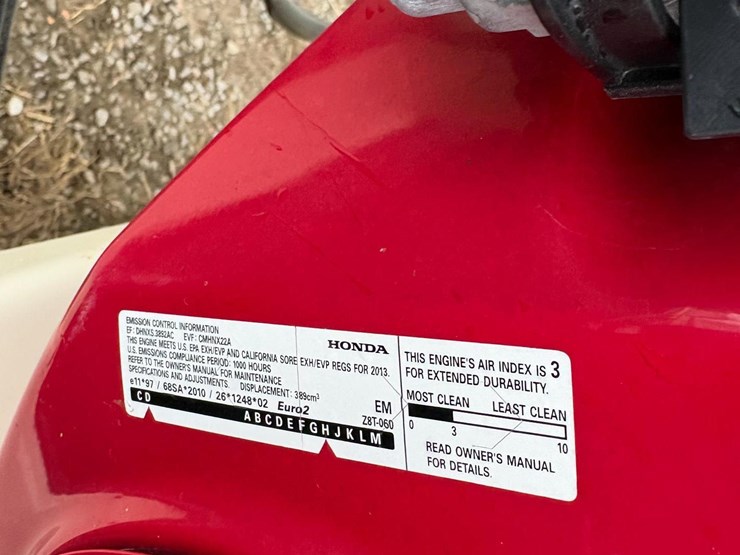 EMISSION CONTROL INFORMATION
EF: DHNXS.3892AC EVF: CMHNX22A
THIS ENGINE MEETS U.S. EPA EXH/EVP AND CALIFORNIA SORE EXH/EVP REGS FOR 2013.
U.S. EMISSIONS COMPLIANCE PERIOD: 1000 HOURS
REFER TO THE OWNER'S MANUAL FOR MAINTENANCE
SPECIFICATIONS AND ADJUSTMENTS. DISPLACEMENT: 389cm³
e11*97 / 68SA*2010 / 26*1248*02 Euro2
HONDA
EM
Z8T-060
C D
A B C D E F G H J K L M
THIS ENGINE'S AIR INDEX IS 3
FOR EXTENDED DURABILITY.
MOST CLEAN LEAST CLEAN
0 3 10
READ OWNER'S MANUAL
FOR DETAILS.